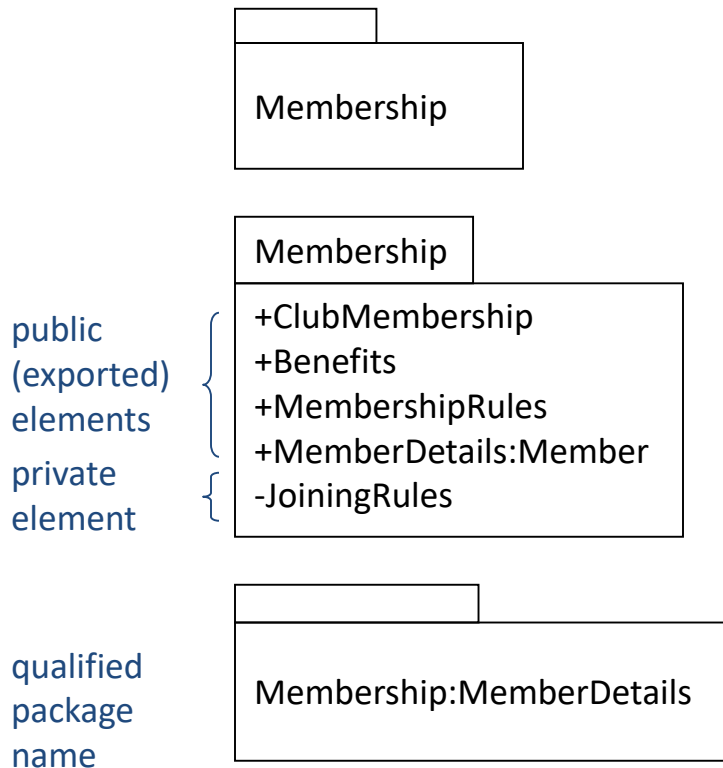 Membership
Membership
public
(exported)
elements
+ClubMembership
+Benefits
+MembershipRules
+MemberDetails:Member
private
element
-JoiningRules
qualified
package
name
Membership:MemberDetails